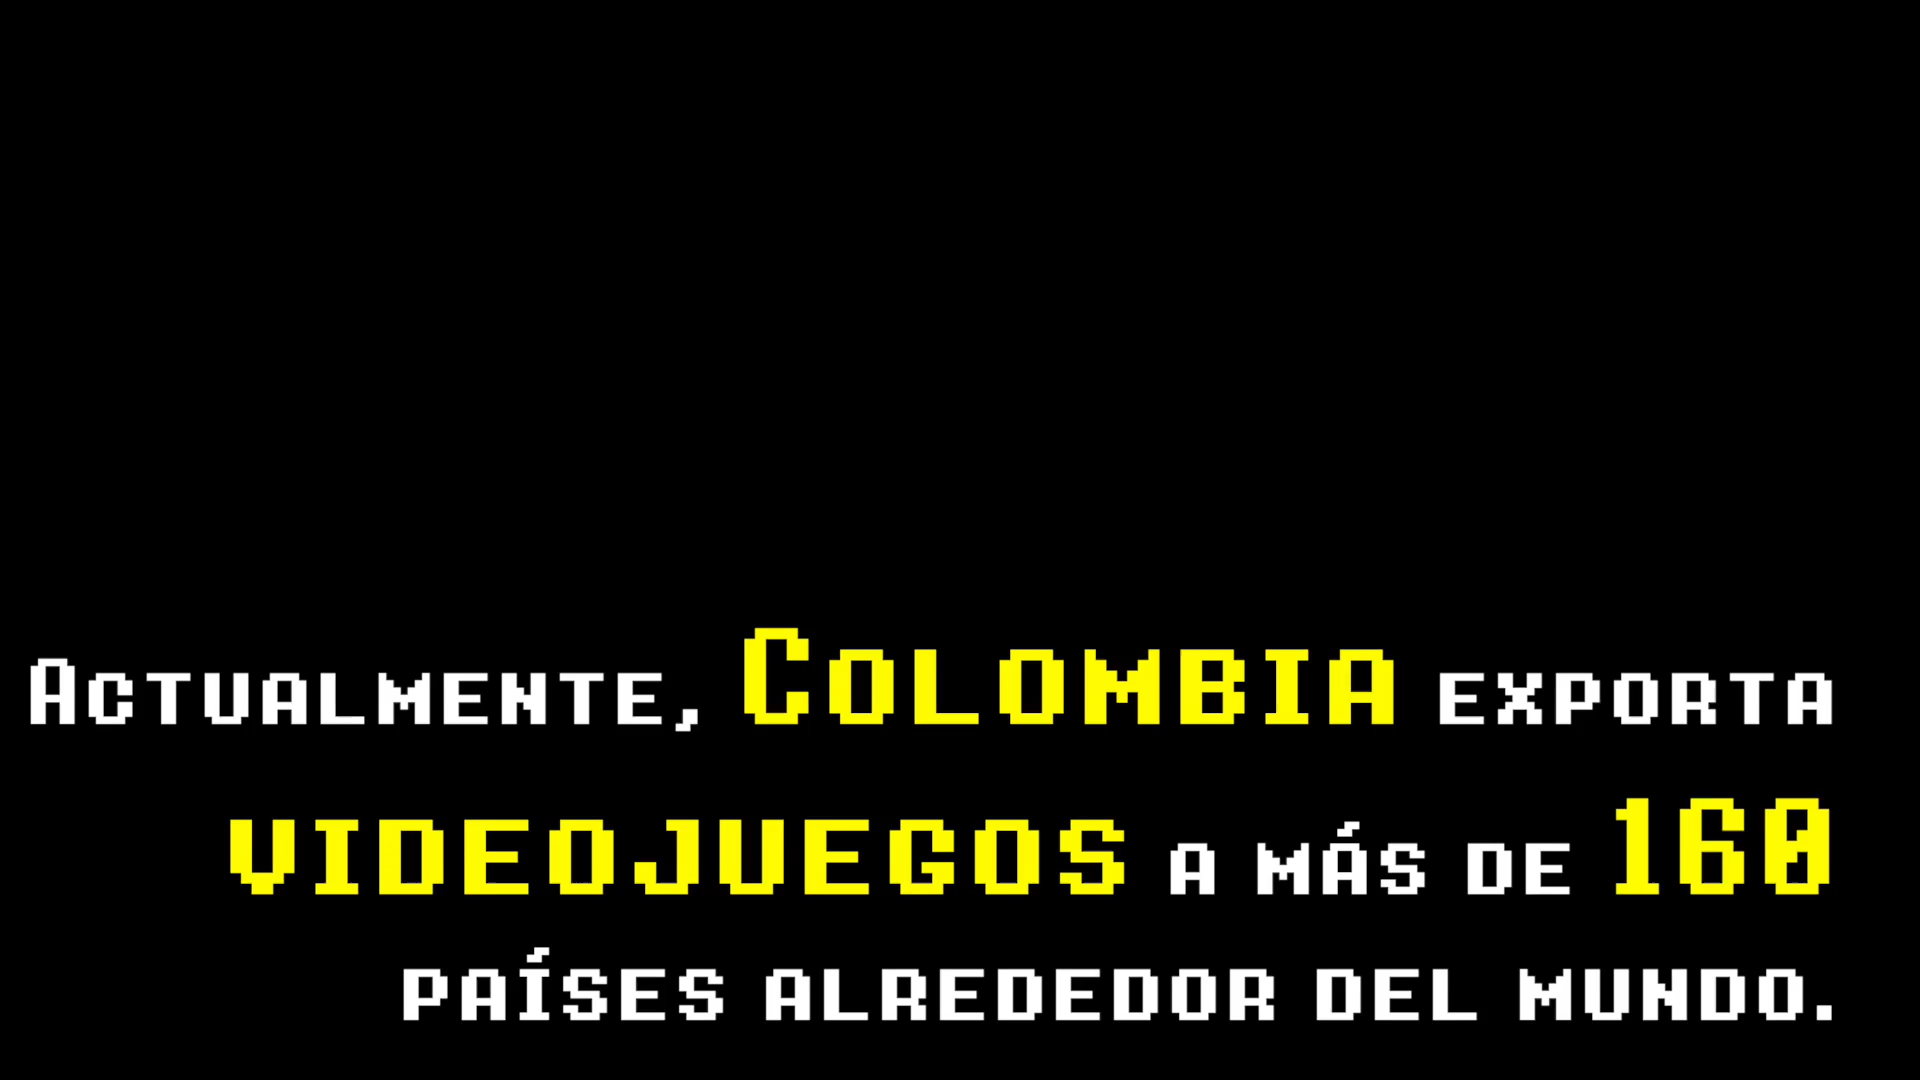 Actualmente, Colombia exporta
videojuegos a más de 160
países alrededor del mundo.